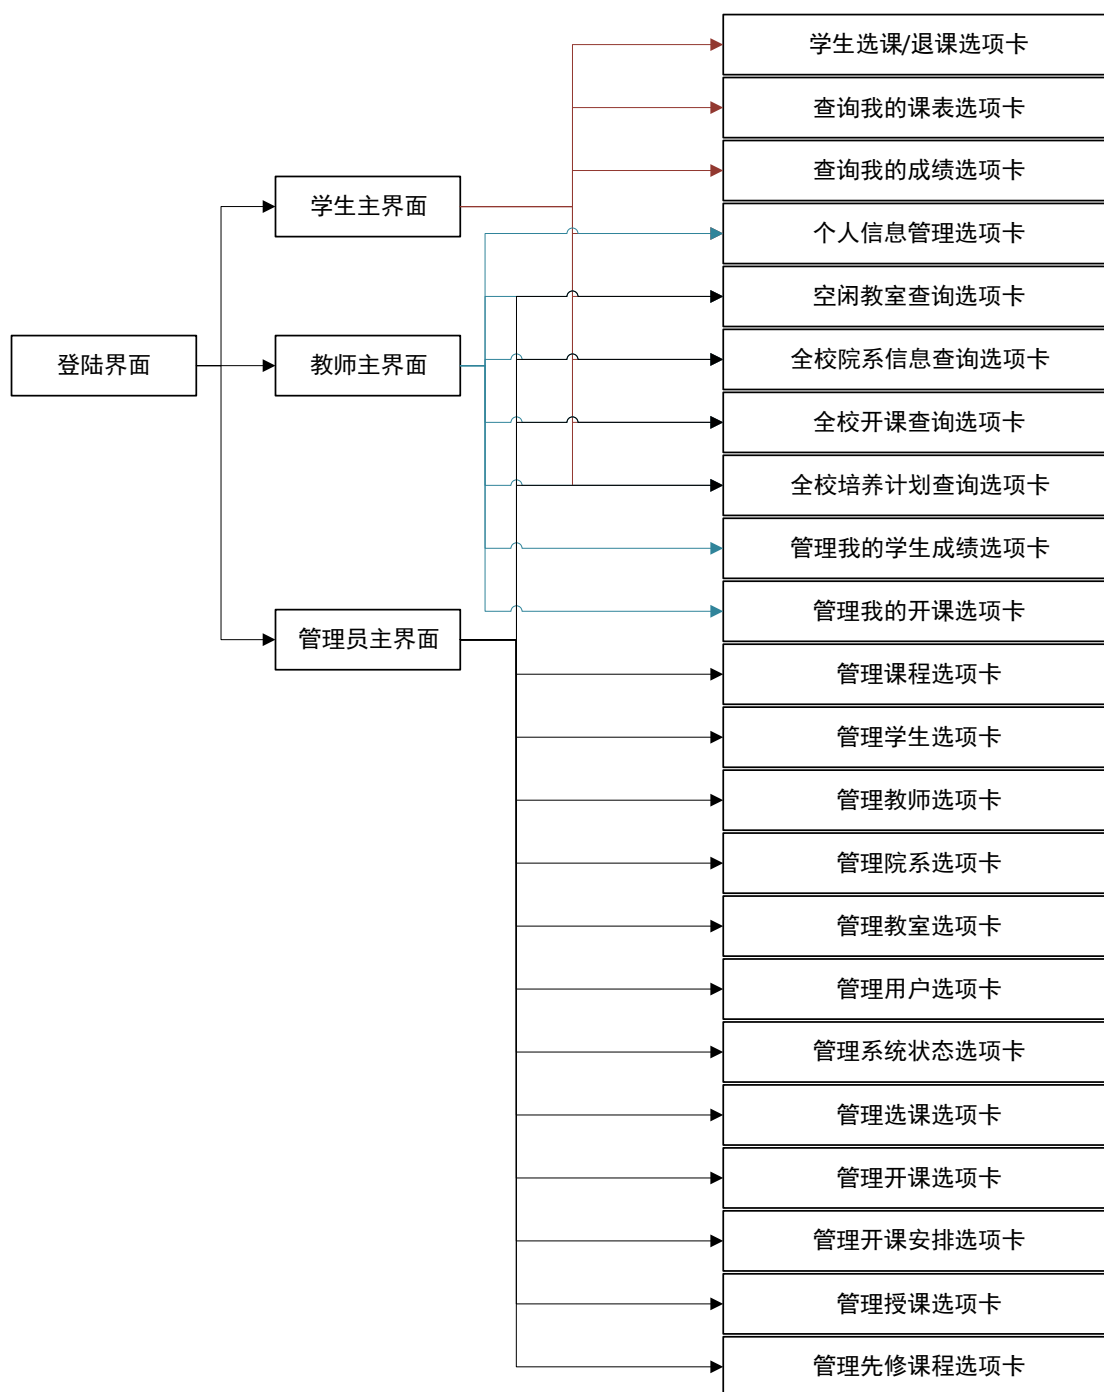 学生选课/退课选项卡
查询我的课表选项卡
查询我的成绩选项卡
学生主界面
个人信息管理选项卡
空闲教室查询选项卡
登陆界面
教师主界面
全校院系信息查询选项卡
全校开课查询选项卡
全校培养计划查询选项卡
管理我的学生成绩选项卡
管理我的开课选项卡
管理员主界面
管理课程选项卡
管理学生选项卡
管理教师选项卡
管理院系选项卡
管理教室选项卡
管理用户选项卡
管理系统状态选项卡
管理选课选项卡
管理开课选项卡
管理开课安排选项卡
管理授课选项卡
管理先修课程选项卡